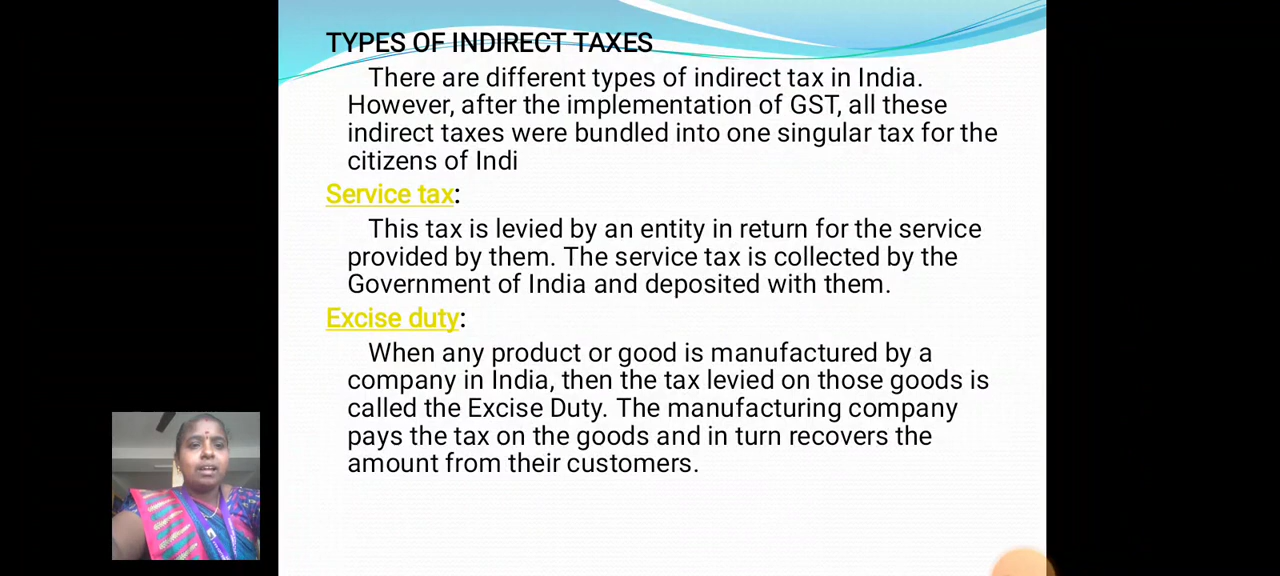 TYPES OF INDIRECT TAXES
There are different types of indirect tax in India.
However, after the implementation of GST, all these
indirect taxes were bundled into one singular tax for the
citizens of Indi
Service tax:
This tax is levied by an entity in return for the service
provided by them. The service tax is collected by the
Government of India and deposited with them.
Excise duty:
When any product or good is manufactured by a
company in India, then the tax levied on those goods is
called the Excise Duty. The manufacturing company
pays the tax on the goods and in turn recovers the
amount from their customers.